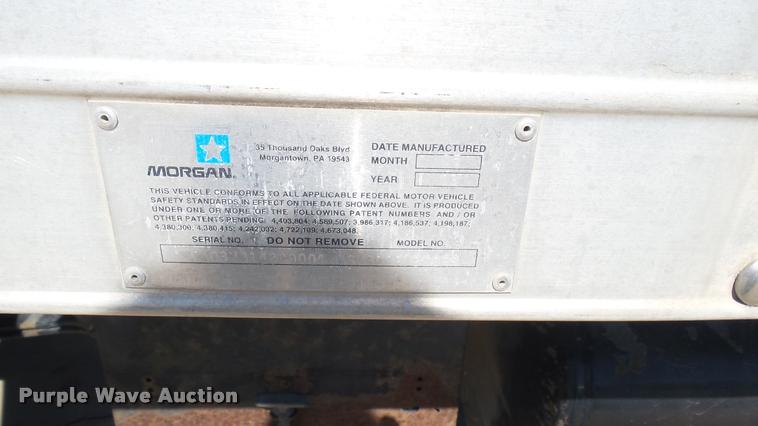 MORGAN
35 Thousand Oaks Blvd
Morgantown, PA 19543
DATE MANUFACTURED
MONTH
YEAR
THIS VEHICLE CONFORMS TO ALL APPLICABLE FEDERAL MOTOR VEHICLE
SAFETY STANDARDS IN EFFECT ON THE DATE SHOWN ABOVE. IT IS PRODUCED
UNDER ONE OR MORE OF THE FOLLOWING PATENT NUMBERS AND / OR
OTHER PATENTS PENDING: 4,403,804; 4,589,507; 3,986,317; 4,186,537; 4,198,187;
4,380,300; 4,380,415; 4,242,032; 4,722,109; 4,673,048.
SERIAL NO. DO NOT REMOVE MODEL NO.
Purple Wave Auction